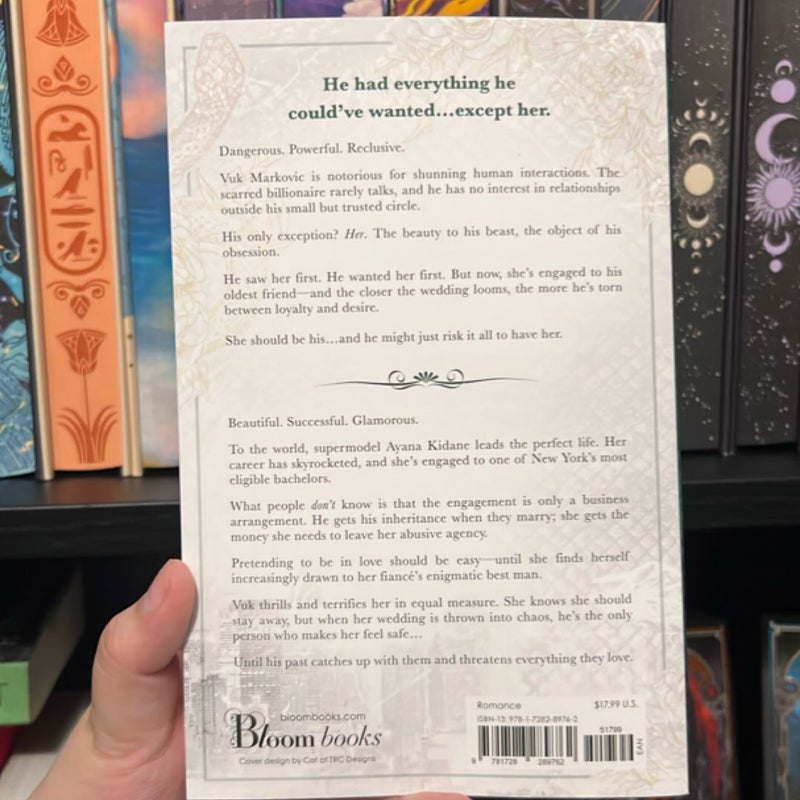 He had everything he
could've wanted...except her.
Dangerous. Powerful. Reclusive.
Vuk Markovic is notorious for shunning human interactions. The
scarred billionaire rarely talks, and he has no interest in relationships
outside his small but trusted circle.
His only exception? Her. The beauty to his beast, the object of his
obsession.
He saw her first. He wanted her first. But now, she's engaged to his
oldest friend—and the closer the wedding looms, the more he's torn
between loyalty and desire.
She should be his...and he might just risk it all to have her.
Beautiful. Successful. Glamorous.
To the world, supermodel Ayana Kidane leads the perfect life. Her
career has skyrocketed, and she's engaged to one of New York's most
eligible bachelors.
What people don't know is that the engagement is only a business
arrangement. He gets his inheritance when they marry; she gets the
money she needs to leave her abusive agency.
Pretending to be in love should be easy—until she finds herself
increasingly drawn to her fiancé's enigmatic best man.
Vuk thrills and terrifies her in equal measure. She knows she should
stay away, but when her wedding is thrown into chaos, he's the only
person who makes her feel safe...
Until his past catches up with them and threatens everything they love.
bloombooks.com
Bloom books
Cover design by Cat of TRC Designs
Romance $17.99 U.S.
ISBN-13: 978-1-7282-8976-2
51799
EAN
9 781728 289762